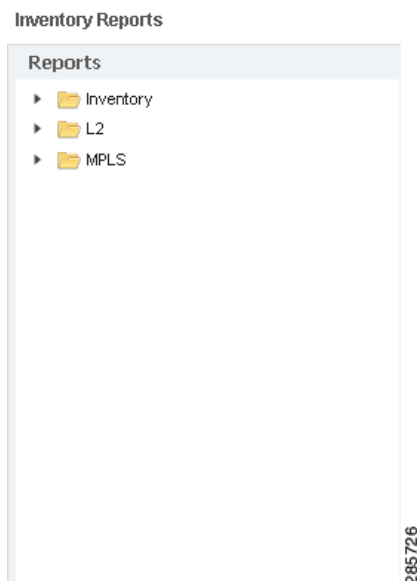 Inventory Reports
Reports
Inventory
L2
MPLS
285726